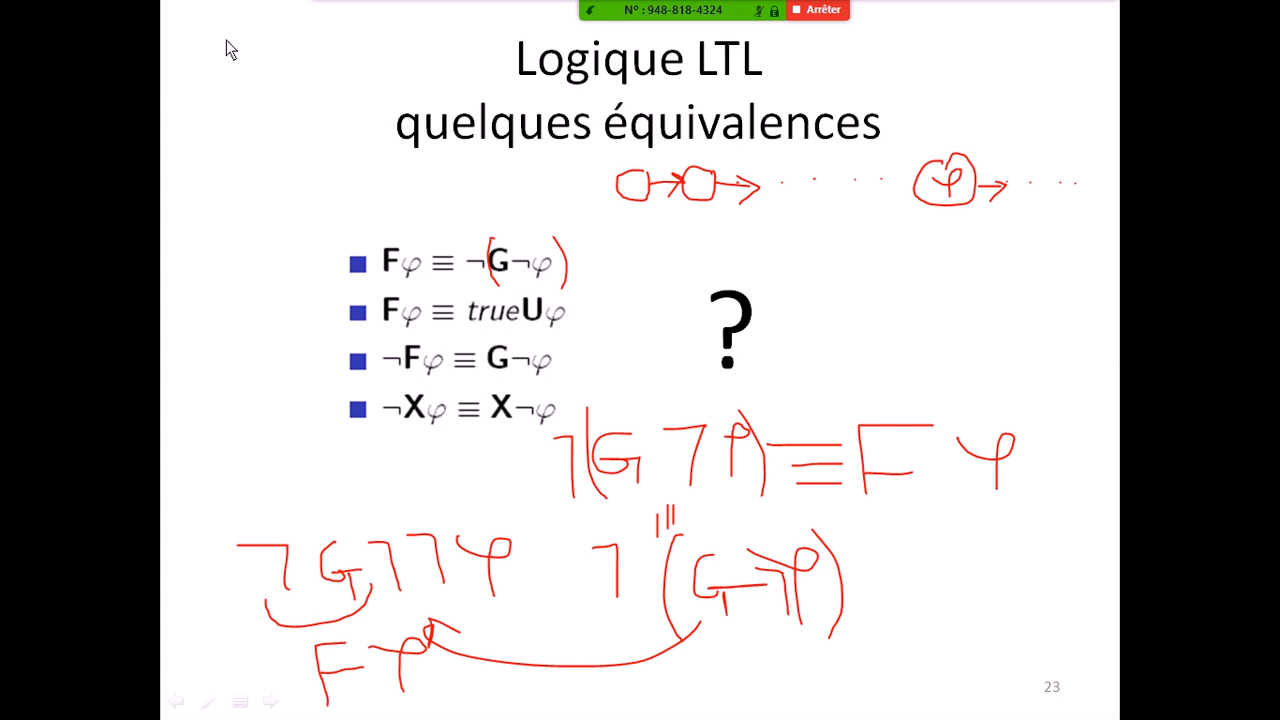 N° : 948-818-4324 Arrêter
Logique LTL
quelques équivalences
φ
Fφ ≡ ¬(G¬φ)
Fφ ≡ trueUφ
?
¬Fφ ≡ G¬φ
¬Xφ ≡ X¬φ
¬(G¬φ) ≡ Fφ
¬G¬¬φ ¬(G¬φ)
Fφ
23